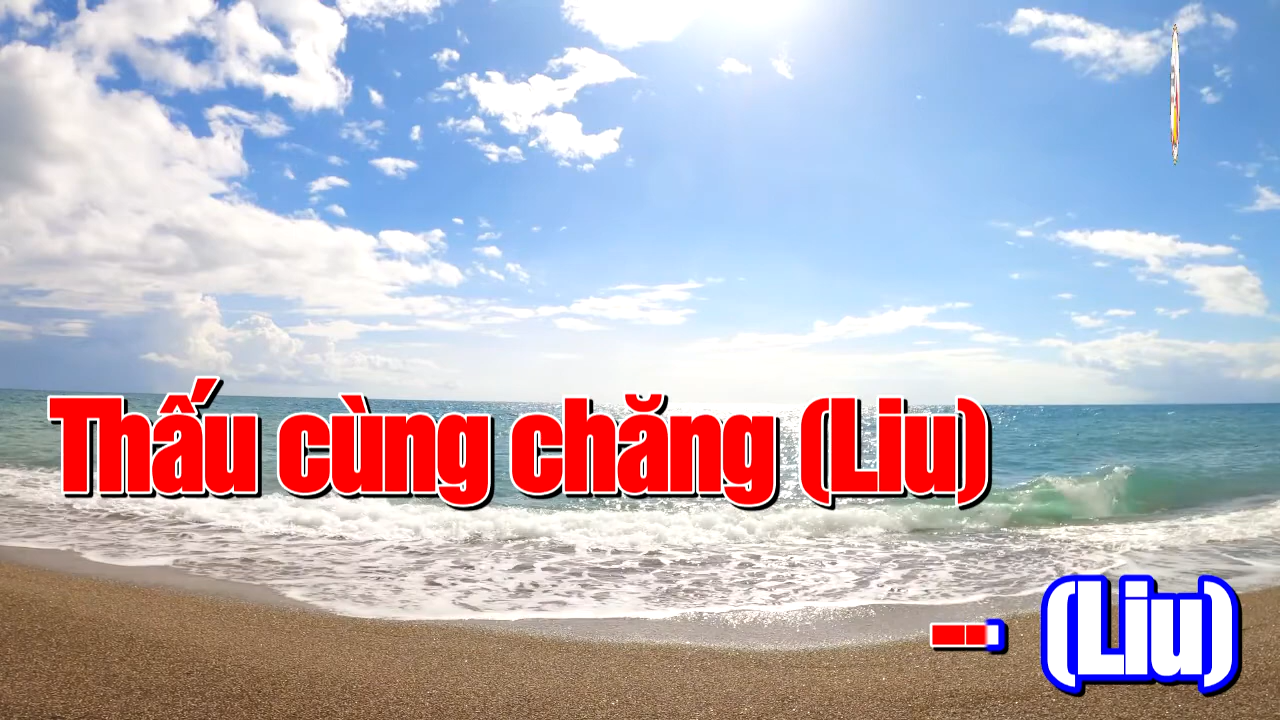 Thấu cùng chăng (Liu)
-- (Liu)